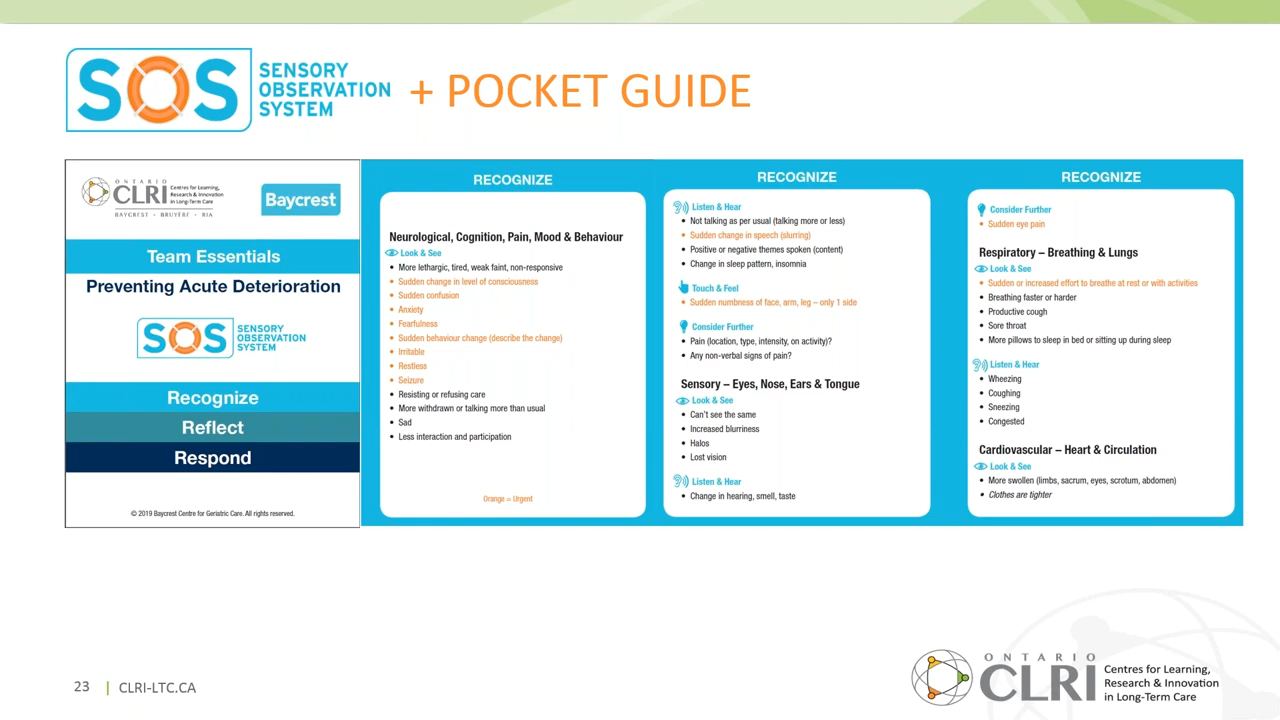 SOS SENSORY
OBSERVATION
SYSTEM
+ POCKET GUIDE
ONTARIO
CLRI Centres for Learning,
Research & Innovation
in Long-Term Care
BAYCREST • BRUYÈRE • RIA
Baycrest
Team Essentials
Preventing Acute Deterioration
SOS SENSORY
OBSERVATION
SYSTEM
Recognize
Reflect
Respond
© 2019 Baycrest Centre for Geriatric Care. All rights reserved.
RECOGNIZE
Neurological, Cognition, Pain, Mood & Behaviour
Look & See
• More lethargic, tired, weak faint, non-responsive
• Sudden change in level of consciousness
• Sudden confusion
• Anxiety
• Fearfulness
• Sudden behaviour change (describe the change)
• Irritable
• Restless
• Seizure
• Resisting or refusing care
• More withdrawn or talking more than usual
• Sad
• Less interaction and participation
Orange = Urgent
RECOGNIZE
Listen & Hear
• Not talking as per usual (talking more or less)
• Sudden change in speech (slurring)
• Positive or negative themes spoken (content)
• Change in sleep pattern, insomnia
Touch & Feel
• Sudden numbness of face, arm, leg – only 1 side
Consider Further
• Pain (location, type, intensity, on activity)?
• Any non-verbal signs of pain?
Sensory – Eyes, Nose, Ears & Tongue
Look & See
• Can't see the same
• Increased blurriness
• Halos
• Lost vision
Listen & Hear
• Change in hearing, smell, taste
RECOGNIZE
Consider Further
• Sudden eye pain
Respiratory – Breathing & Lungs
Look & See
• Sudden or increased effort to breathe at rest or with activities
• Breathing faster or harder
• Productive cough
• Sore throat
• More pillows to sleep in bed or sitting up during sleep
Listen & Hear
• Wheezing
• Coughing
• Sneezing
• Congested
Cardiovascular – Heart & Circulation
Look & See
• More swollen (limbs, sacrum, eyes, scrotum, abdomen)
• Clothes are tighter
23 | CLRI-LTC.CA
ONTARIO
CLRI Centres for Learning,
Research & Innovation
in Long-Term Care